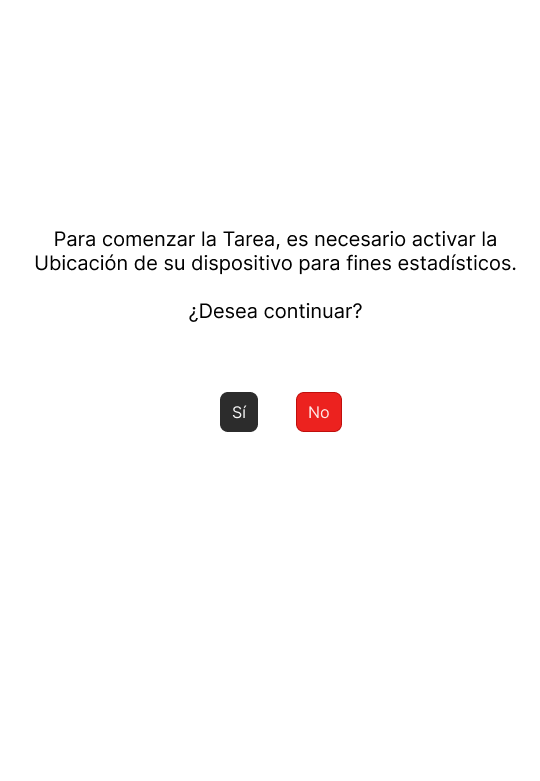 Para comenzar la Tarea, es necesario activar la
Ubicación de su dispositivo para fines estadísticos.
¿Desea continuar?
Sí
No